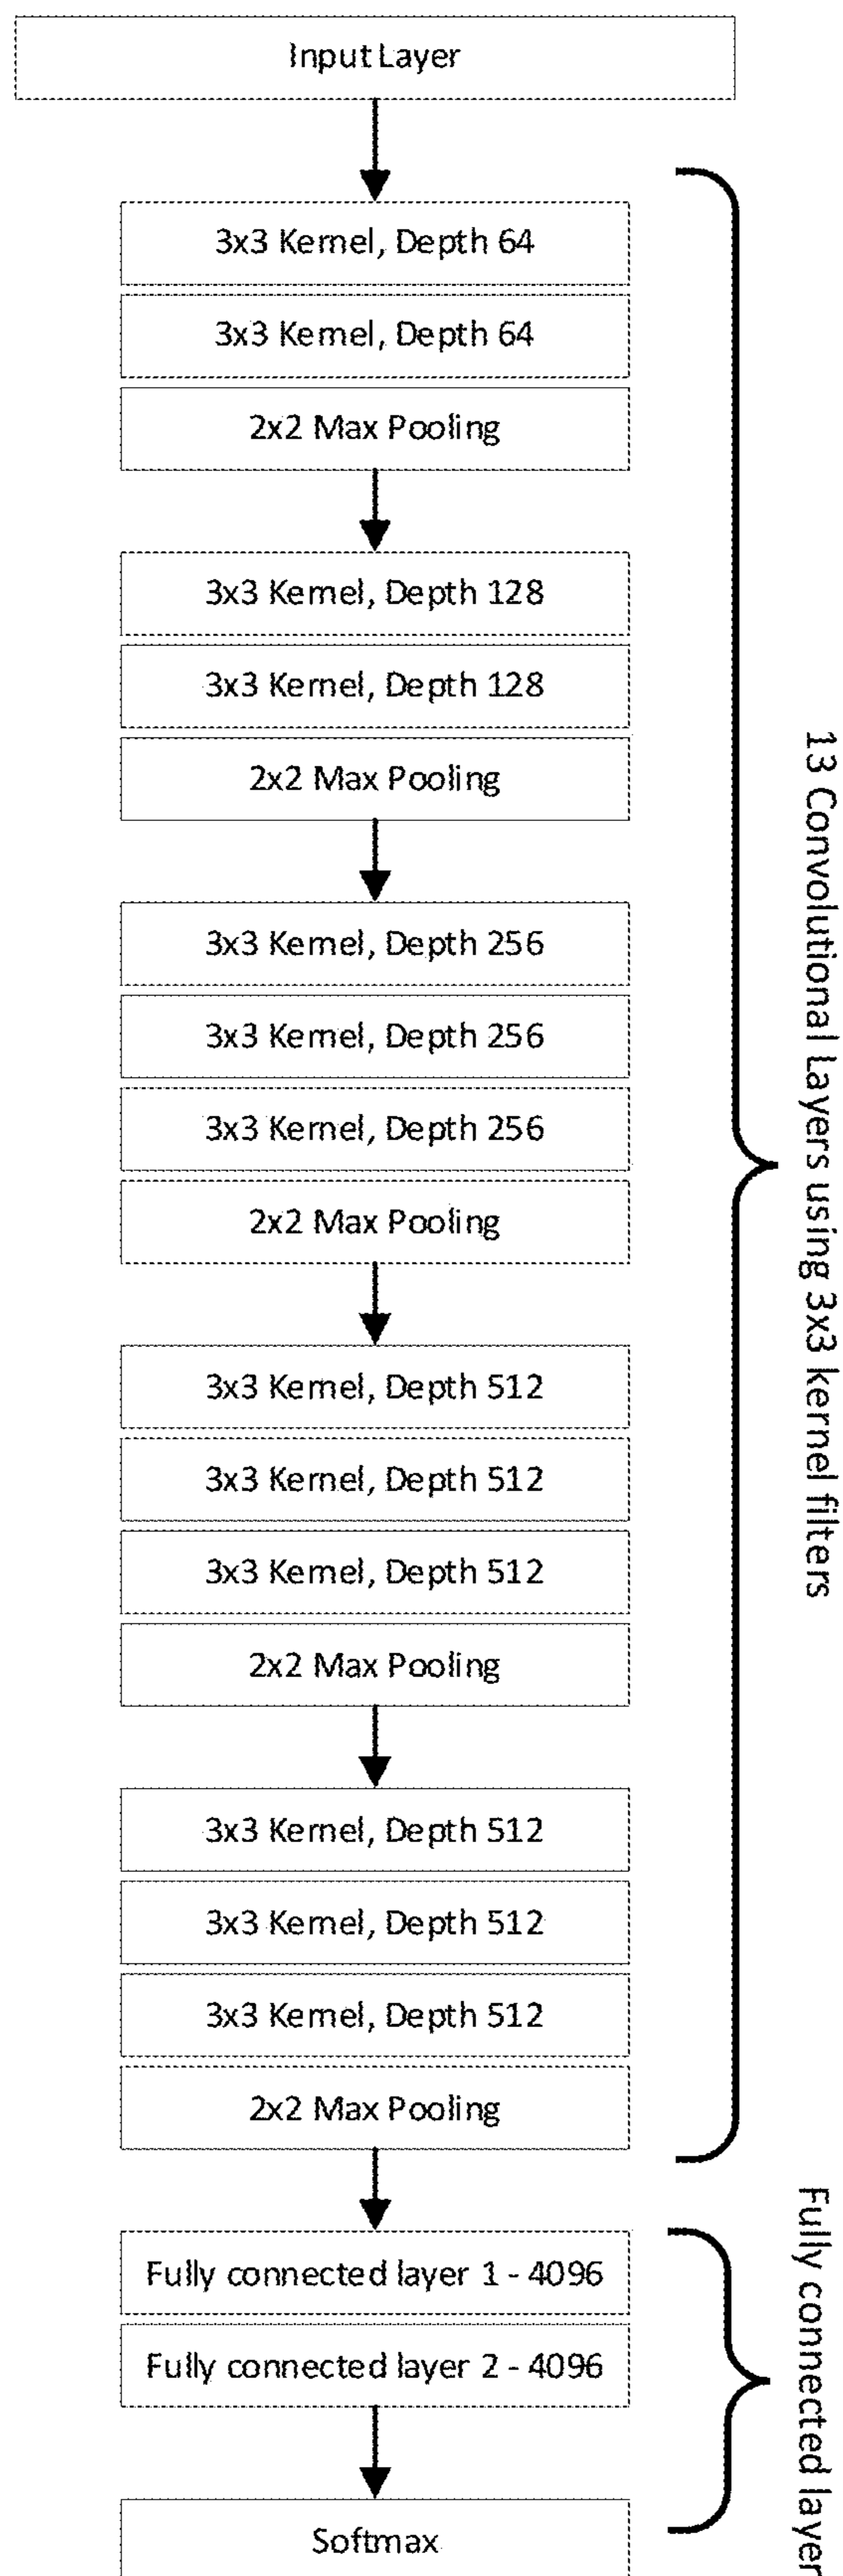 Input Layer
3x3 Kernel, Depth 64
3x3 Kernel, Depth 64
2x2 Max Pooling
3x3 Kernel, Depth 128
3x3 Kernel, Depth 128
2x2 Max Pooling
3x3 Kernel, Depth 256
3x3 Kernel, Depth 256
3x3 Kernel, Depth 256
2x2 Max Pooling
3x3 Kernel, Depth 512
3x3 Kernel, Depth 512
3x3 Kernel, Depth 512
2x2 Max Pooling
3x3 Kernel, Depth 512
3x3 Kernel, Depth 512
3x3 Kernel, Depth 512
2x2 Max Pooling
13 Convolutional Layers using 3x3 kernel filters
Fully connected layer 1 - 4096
Fully connected layer 2 - 4096
Softmax
Fully connected layer